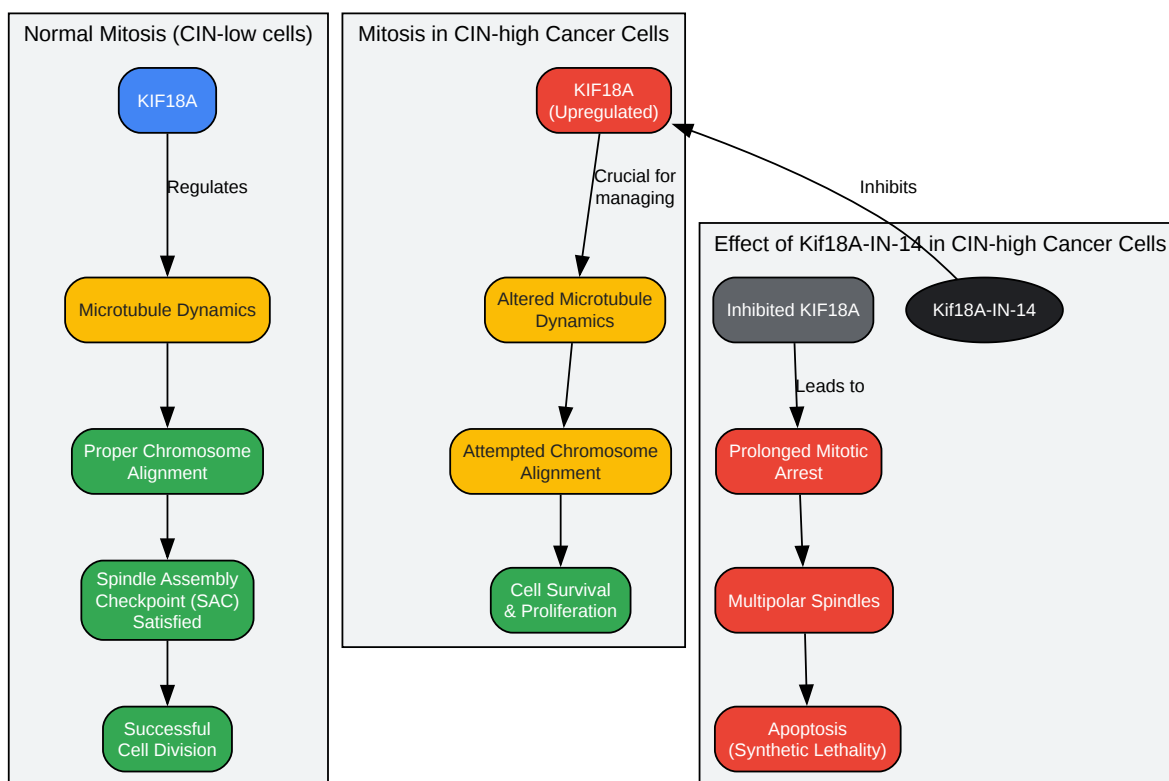 Normal Mitosis (CIN-low cells)
KIF18A
Regulates
Microtubule Dynamics
Proper Chromosome
Alignment
Spindle Assembly
Checkpoint (SAC)
Satisfied
Successful
Cell Division
Mitosis in CIN-high Cancer Cells
KIF18A
(Upregulated)
Crucial for
managing
Altered Microtubule
Dynamics
Attempted Chromosome
Alignment
Cell Survival
& Proliferation
Inhibits
Effect of Kif18A-IN-14 in CIN-high Cancer Cells
Inhibited KIF18A
Kif18A-IN-14
Leads to
Prolonged Mitotic
Arrest
Multipolar Spindles
Apoptosis
(Synthetic Lethality)